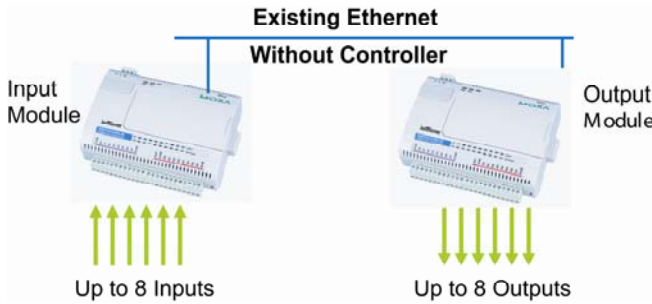 Existing Ethernet
Without Controller
Input
Module
MOXA
MOXA
Output
Module
Up to 8 Inputs
Up to 8 Outputs